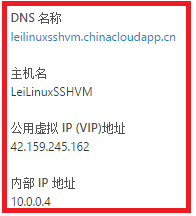 DNS 名称
leilinuxsshvm.chinacloudapp.cn
主机名
LeiLinuxSSHVM
公用虚拟 IP (VIP)地址
42.159.245.162
内部 IP 地址
10.0.0.4